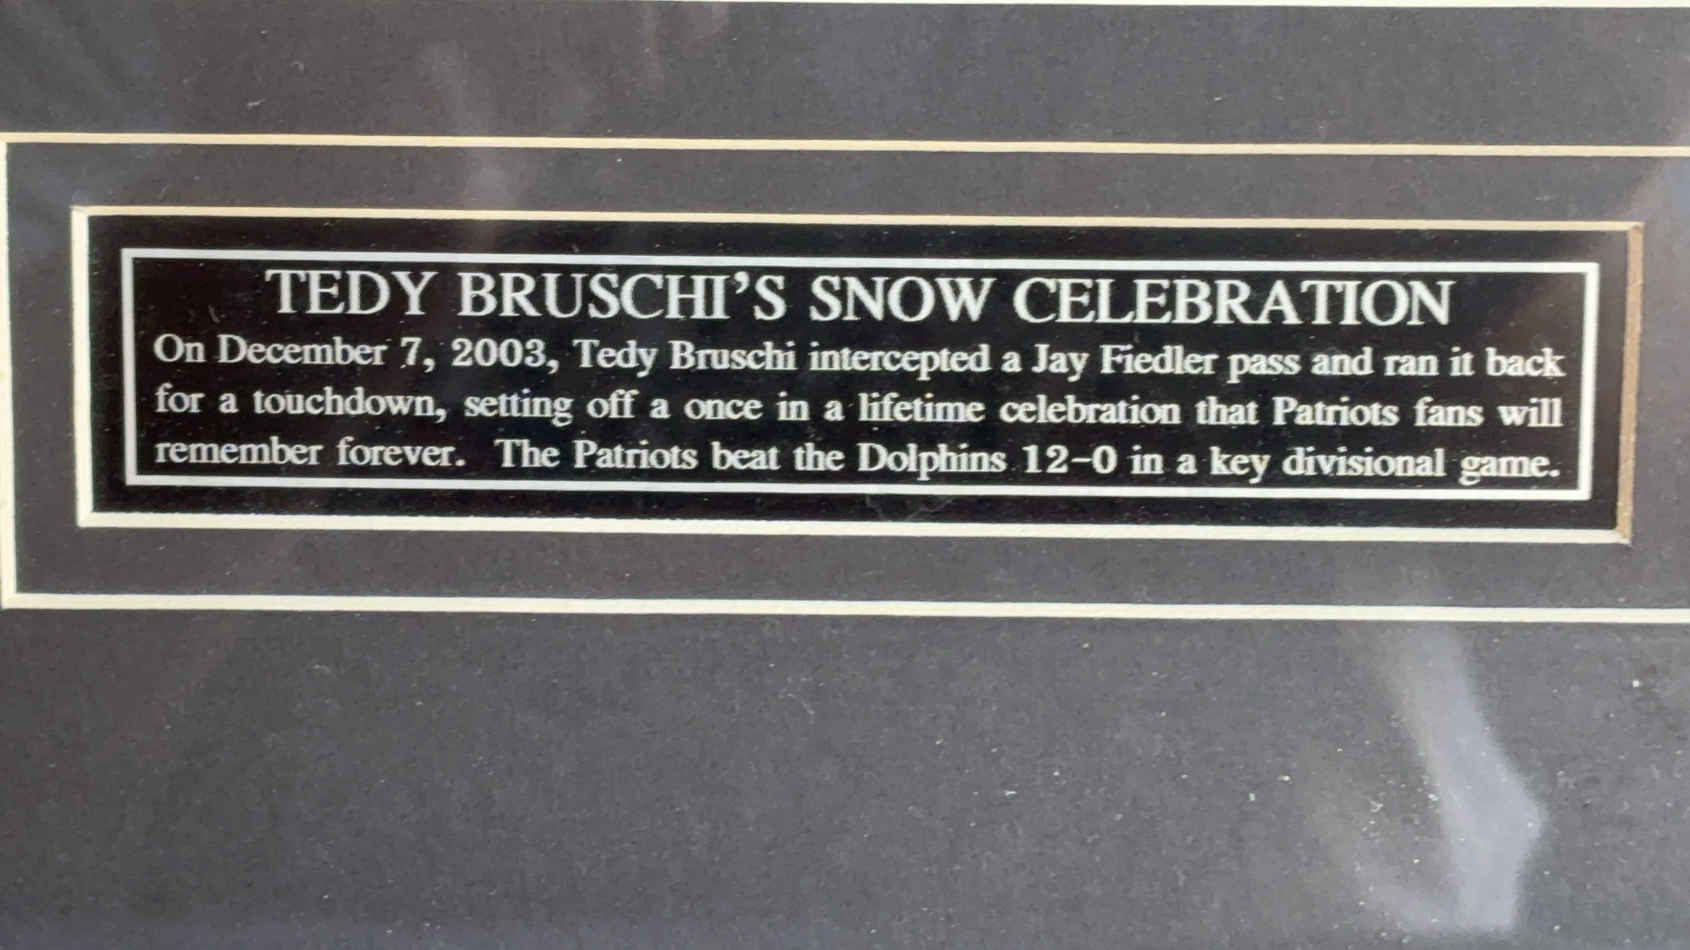 TEDY BRUSCHI'S SNOW CELEBRATION
On December 7, 2003, Tedy Bruschi intercepted a Jay Fiedler pass and ran it back
for a touchdown, setting off a once in a lifetime celebration that Patriots fans will
remember forever. The Patriots beat the Dolphins 12-0 in a key divisional game.